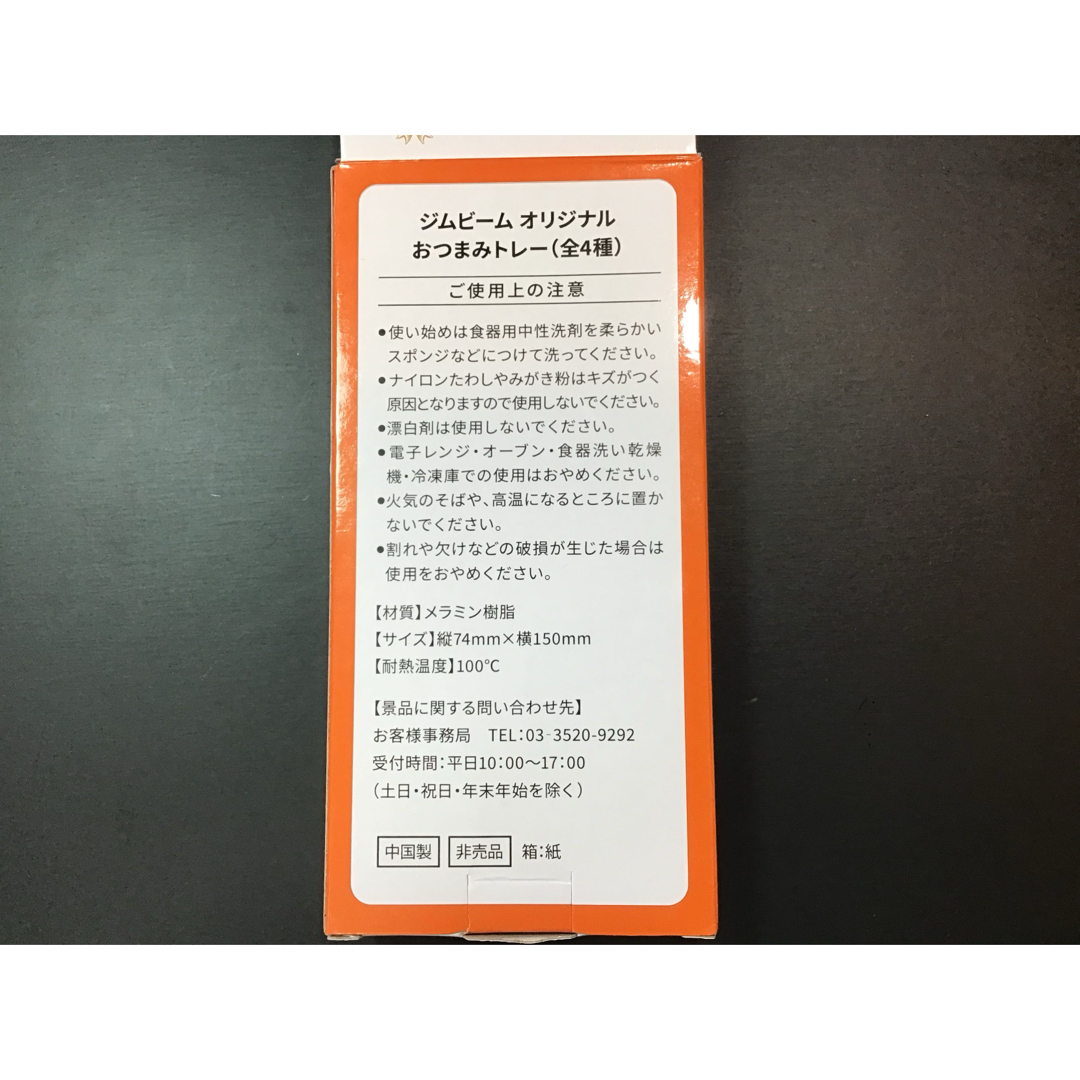 ジムビーム オリジナル
おつまみトレー（全4種）
ご使用上の注意
●使い始めは食器用中性洗剤を柔らかい
スポンジなどにつけて洗ってください。
●ナイロンたわしやみがき粉はキズがつく
原因となりますので使用しないでください。
●漂白剤は使用しないでください。
●電子レンジ・オーブン・食器洗い乾燥
機・冷凍庫での使用はおやめください。
●火気のそばや、高温になるところに置か
ないでください。
●割れや欠けなどの破損が生じた場合は
使用をおやめください。
【材質】メラミン樹脂
【サイズ】縦74mm×横150mm
【耐熱温度】100℃
【景品に関する問い合わせ先】
お客様事務局　TEL：03-3520-9292
受付時間：平日10：00～17：00
（土日・祝日・年末年始を除く）
中国製 非売品 箱：紙